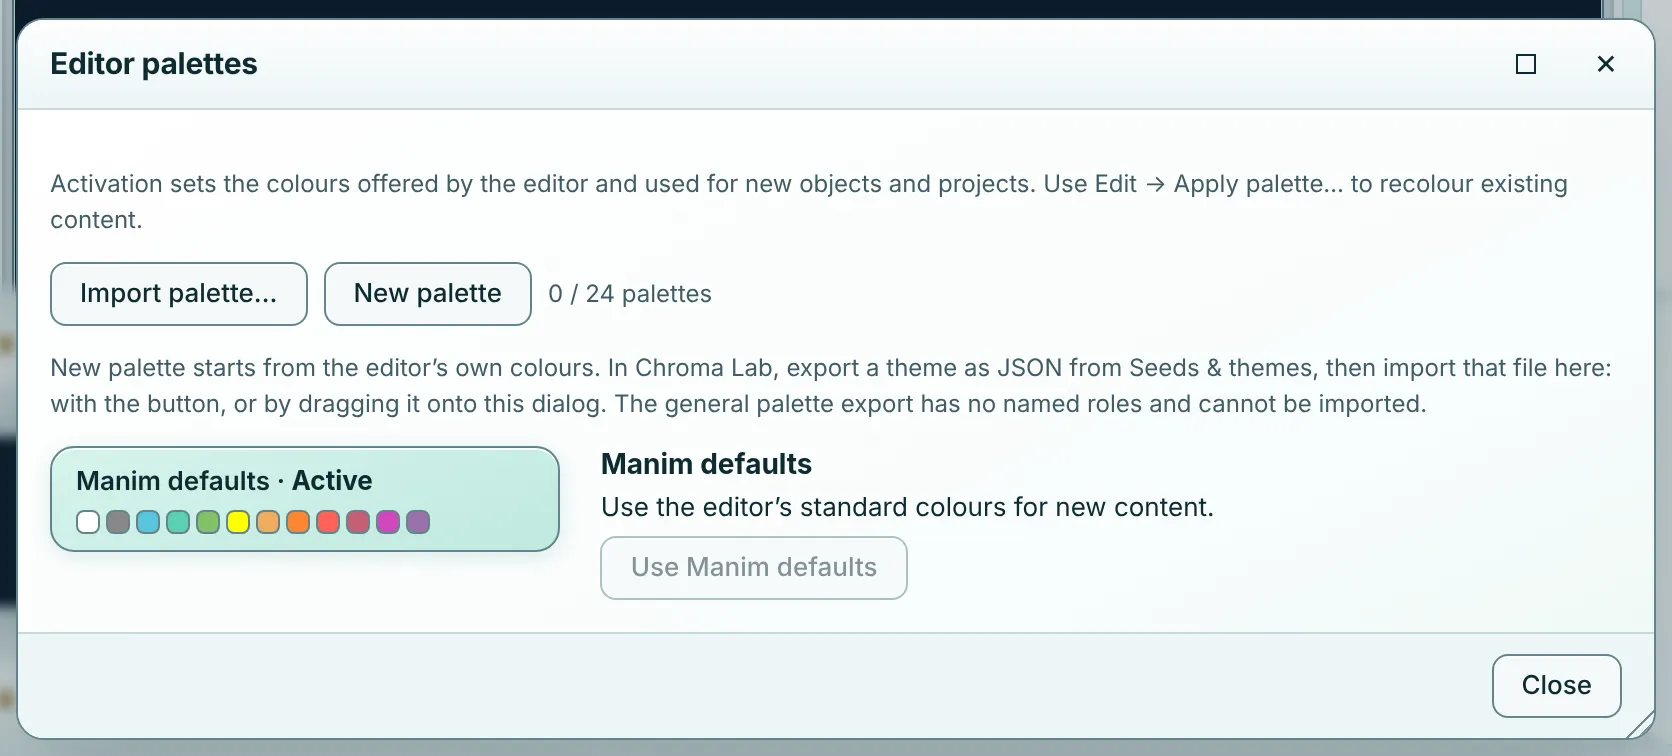 Editor palettes
Activation sets the colours offered by the editor and used for new objects and projects. Use Edit → Apply palette... to recolour existing
content.
Import palette...
New palette
0 / 24 palettes
New palette starts from the editor’s own colours. In Chroma Lab, export a theme as JSON from Seeds & themes, then import that file here:
with the button, or by dragging it onto this dialog. The general palette export has no named roles and cannot be imported.
Manim defaults · Active
Manim defaults
Use the editor’s standard colours for new content.
Use Manim defaults
Close